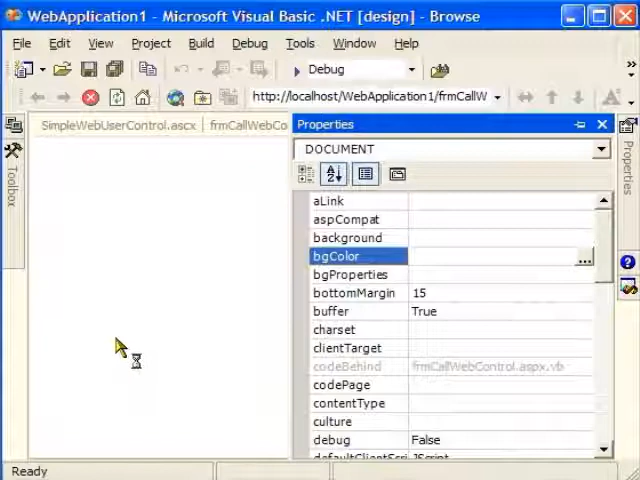 WebApplication1 - Microsoft Visual Basic .NET [design] - Browse
File Edit View Project Build Debug Tools Window Help
Debug
http://localhost/WebApplication1/frmCallW
SimpleWebUserControl.ascx frmCallWebCo
Properties
DOCUMENT
Toolbox
Properties
aLink
aspCompat
background
bgColor ...
bgProperties
bottomMargin 15
buffer True
charset
clientTarget
codeBehind frmCallWebControl.aspx.vb
codePage
contentType
culture
debug False
defaultClientScri JScript
Ready